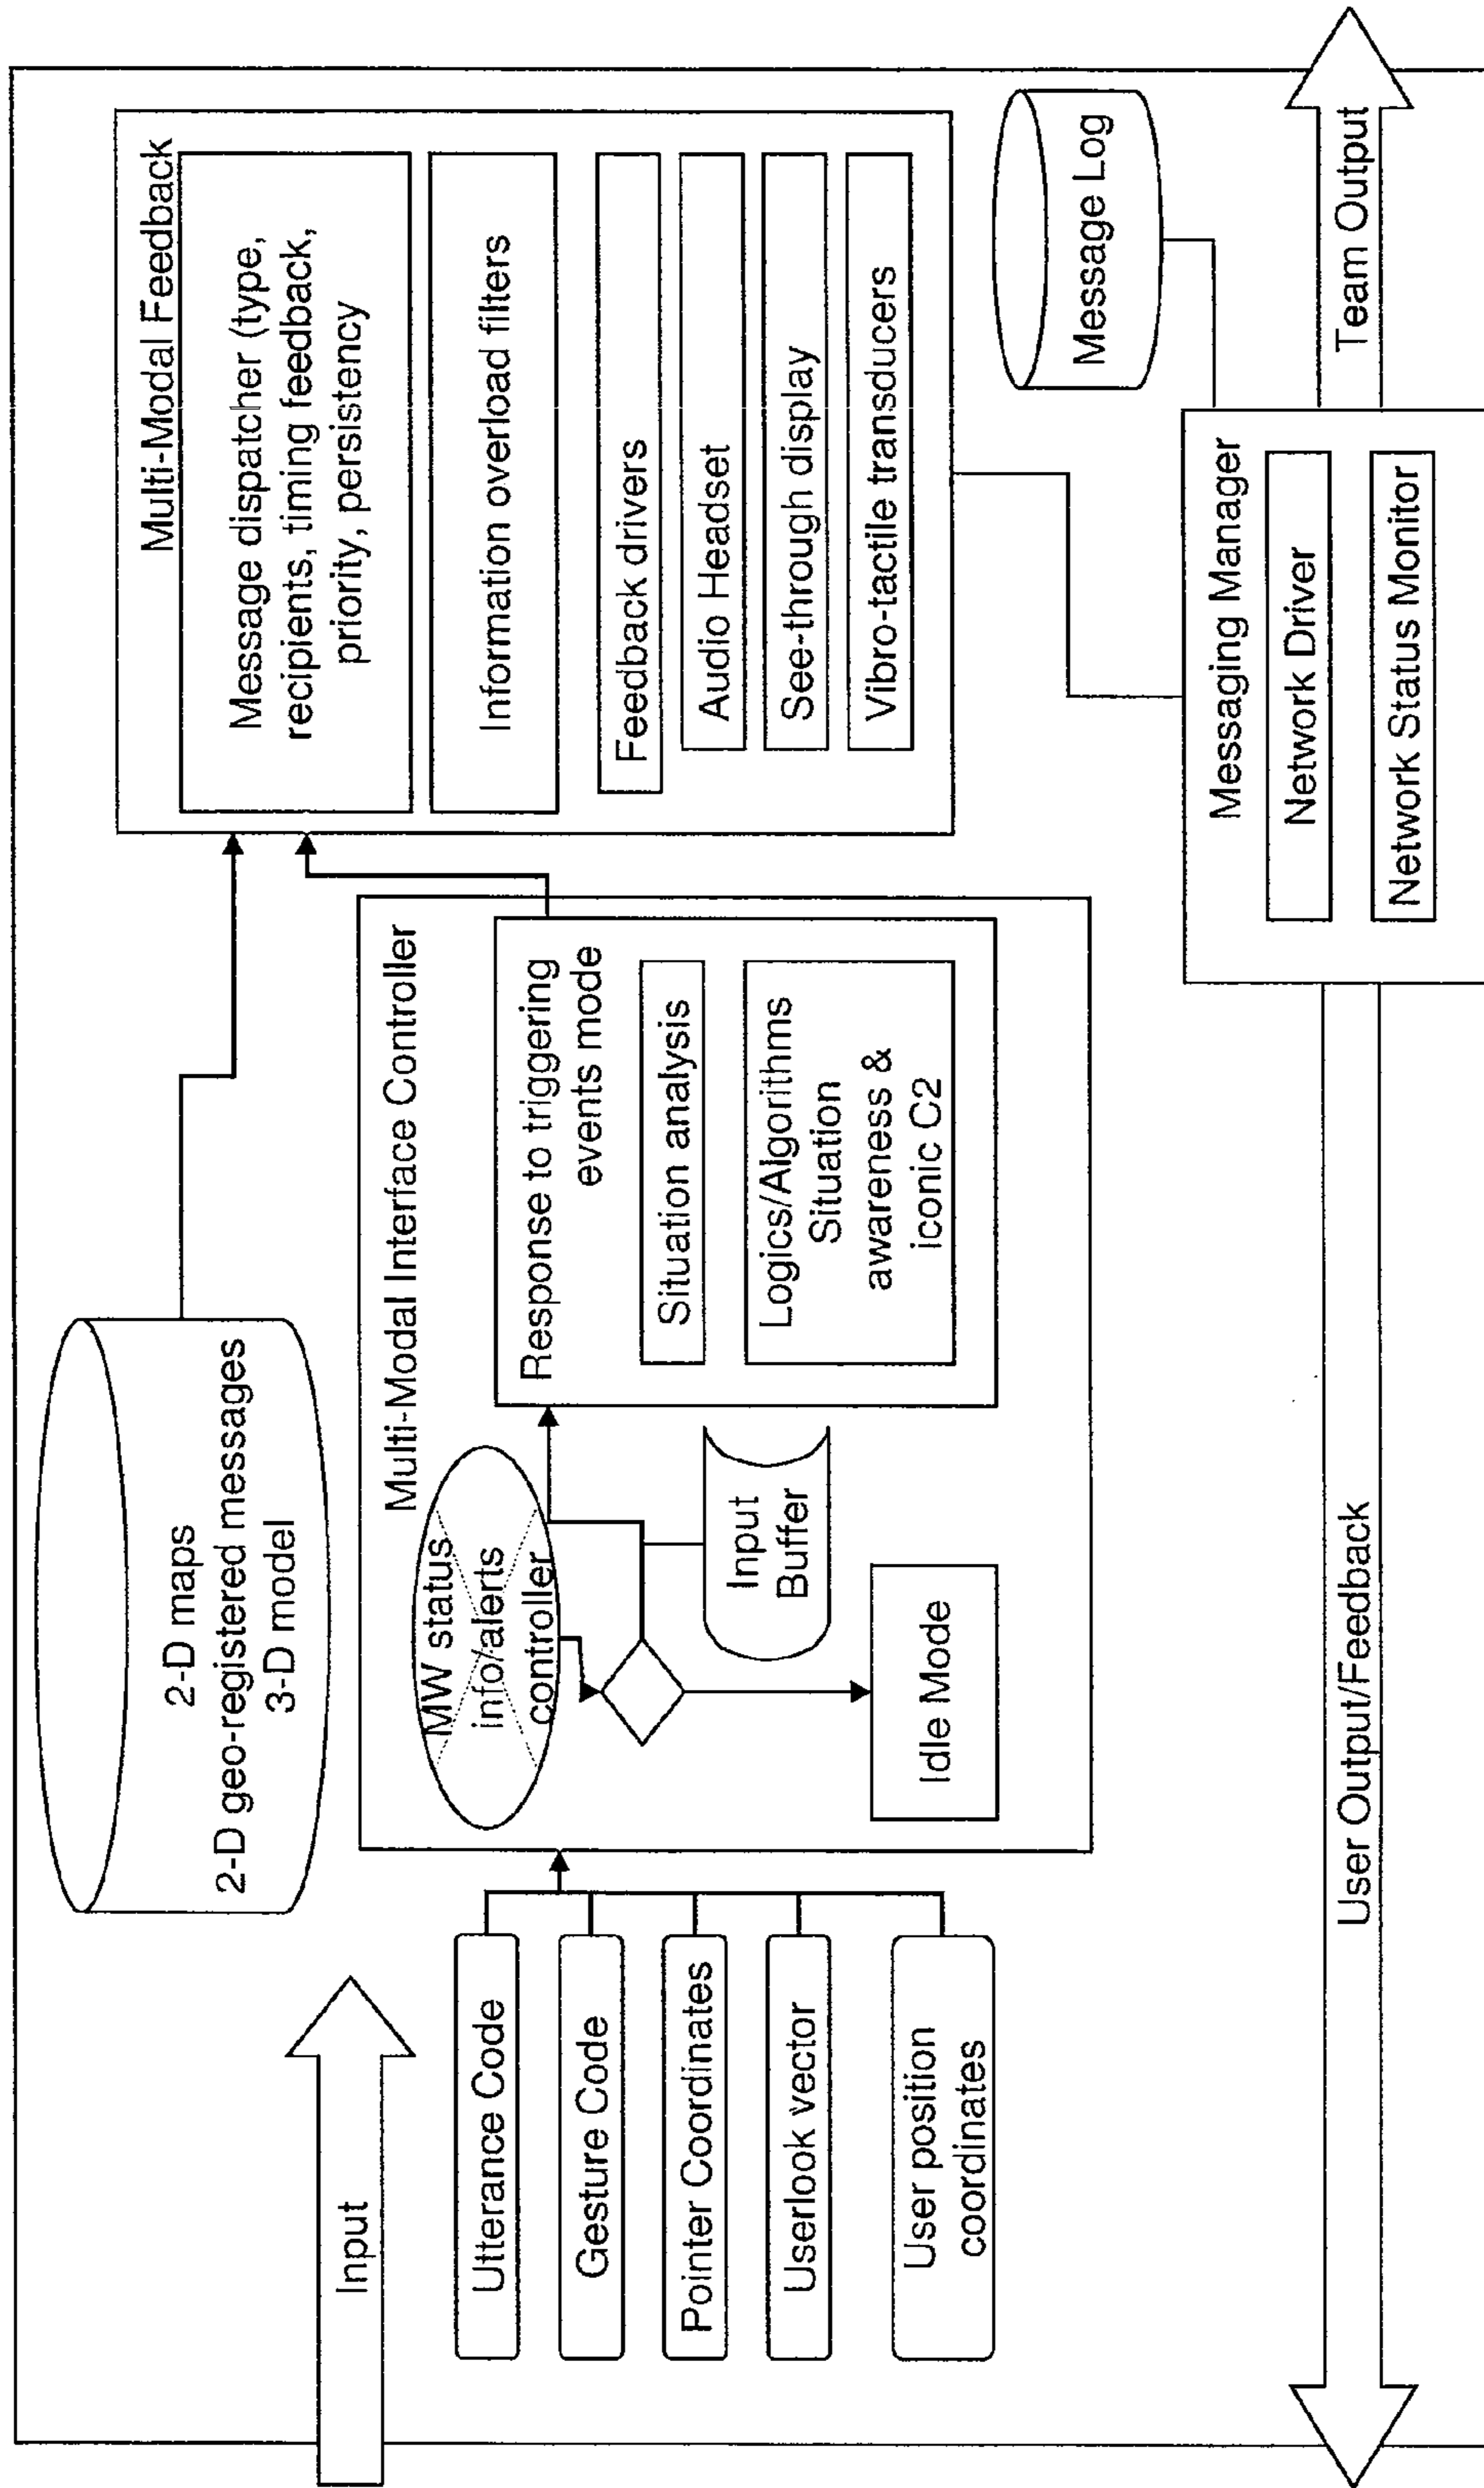 Input
Utterance Code
Gesture Code
Pointer Coordinates
Userlook vector
User position
coordinates
2-D maps
2-D geo-registered messages
3-D model
Multi-Modal Interface Controller
MW status
info/alerts
controller
Input
Buffer
Idle Mode
Response to triggering
events mode
Situation analysis
Logics/Algorithms
Situation
awareness &
iconic C2
Multi-Modal Feedback
Message dispatcher (type,
recipients, timing feedback,
priority, persistency
Information overload filters
Feedback drivers
Audio Headset
See-through display
Vibro-tactile transducers
Message Log
Messaging Manager
Network Driver
Network Status Monitor
User Output/Feedback
Team Output